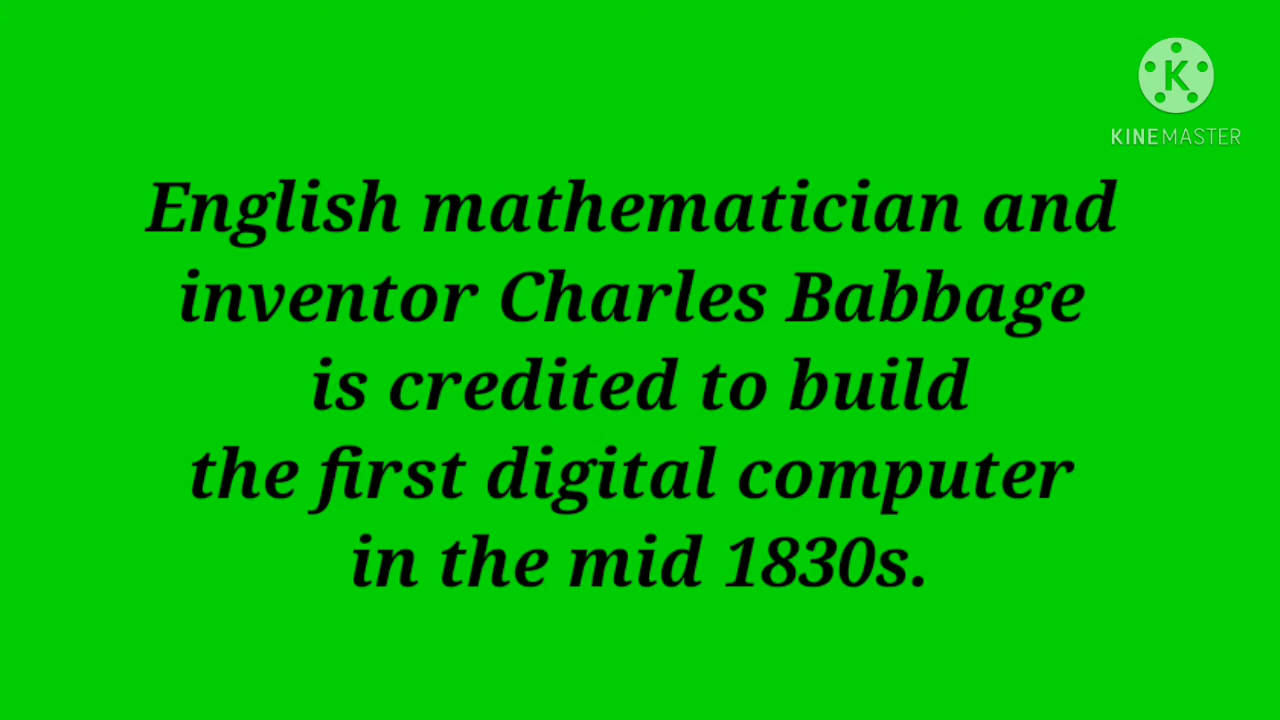 K
KINEMASTER
English mathematician and
inventor Charles Babbage
is credited to build
the first digital computer
in the mid 1830s.